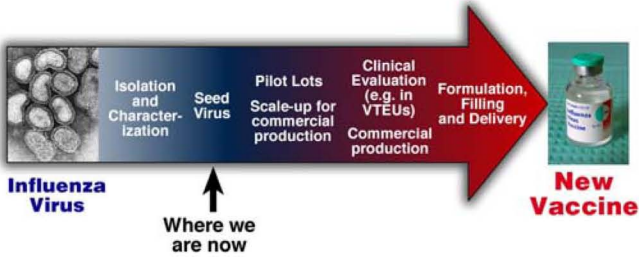 Isolation
and
Character-
ization
Seed
Virus
Pilot Lots
Scale-up for
commercial
production
Clinical
Evaluation
(e.g. in
VTEUs)
Commercial
production
Formulation,
Filling
and Delivery
Influenza
Virus
Where we
are now
New
Vaccine